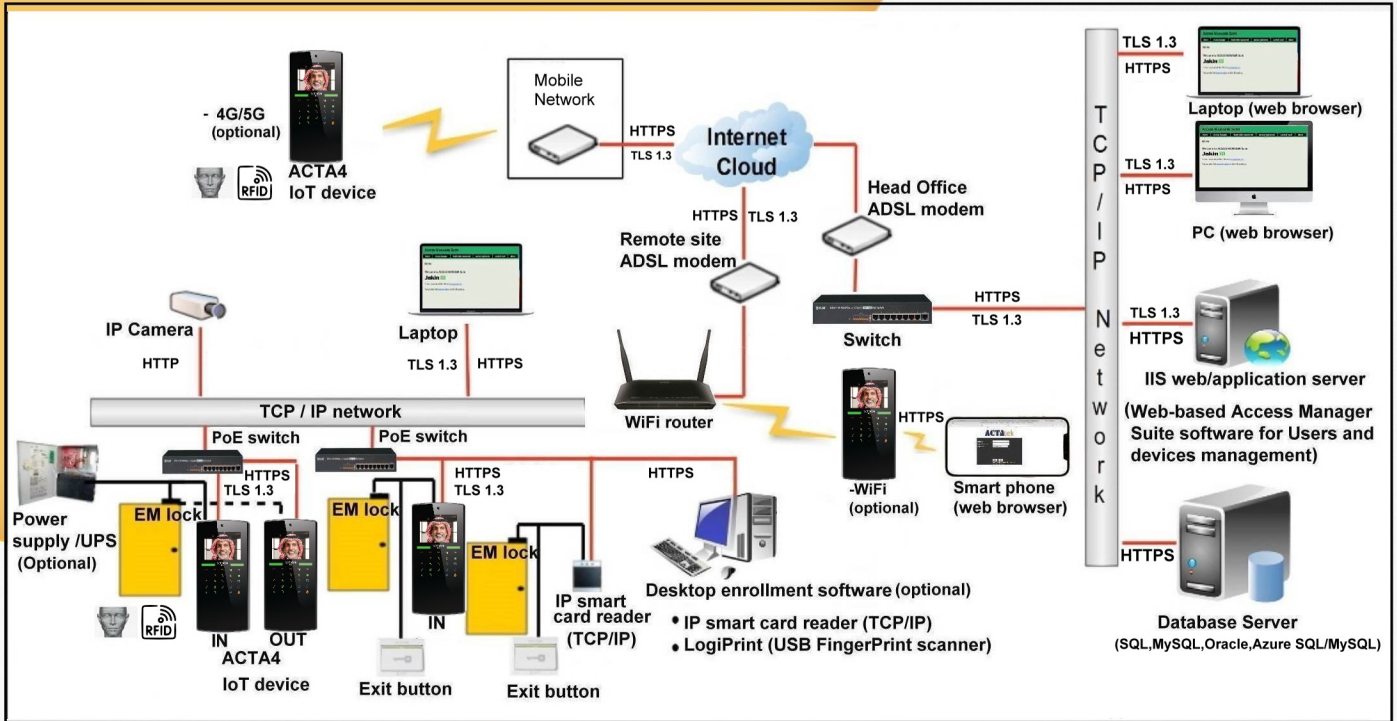 - 4G/5G
(optional)
RFID
ACTA4
IoT device
Mobile
Network
HTTPS
TLS 1.3
Internet
Cloud
HTTPS TLS 1.3
Head Office
ADSL modem
Remote site
ADSL modem
Switch
HTTPS
TLS 1.3
TCP/IP Network
TLS 1.3
HTTPS
Jakin
Laptop (web browser)
TLS 1.3
HTTPS
Jakin
PC (web browser)
TLS 1.3
HTTPS
IIS web/application server
(Web-based Access Manager
Suite software for Users and
devices management)
HTTPS
Database Server
(SQL,MySQL,Oracle,Azure SQL/MySQL)
IP Camera
HTTP
Jakin
Laptop
TLS 1.3 HTTPS
TCP / IP network
WiFi router
HTTPS
-WiFi
(optional)
ACTAtek
Smart phone
(web browser)
PoE switch
PoE switch
HTTPS
TLS 1.3
HTTPS
TLS 1.3
HTTPS
Power
supply /UPS
(Optional)
EM lock
EM lock
EM lock
RFID
IN
OUT
ACTA4
IoT device
IN
Exit button
Exit button
IP smart
card reader
(TCP/IP)
Desktop enrollment software (optional)
• IP smart card reader (TCP/IP)
• LogiPrint (USB FingerPrint scanner)